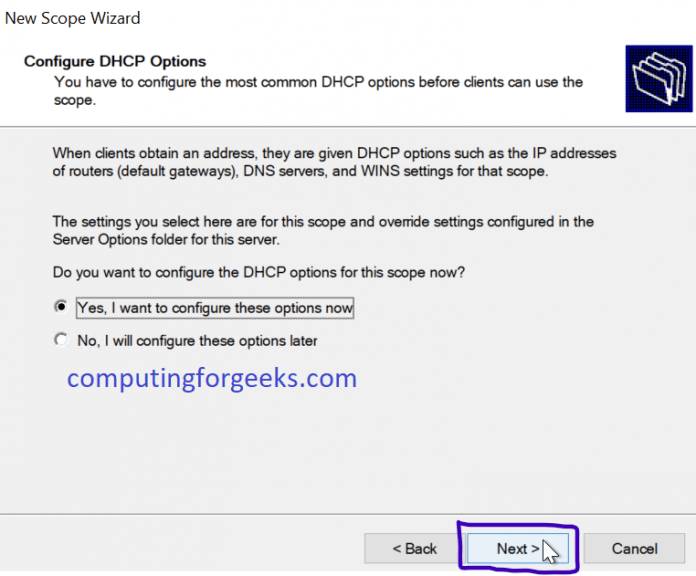 New Scope Wizard
Configure DHCP Options
You have to configure the most common DHCP options before clients can use the
scope.
When clients obtain an address, they are given DHCP options such as the IP addresses
of routers (default gateways), DNS servers, and WINS settings for that scope.
The settings you select here are for this scope and override settings configured in the
Server Options folder for this server.
Do you want to configure the DHCP options for this scope now?
Yes, I want to configure these options now
No, I will configure these options later
computingforgeeks.com
< Back Next > Cancel